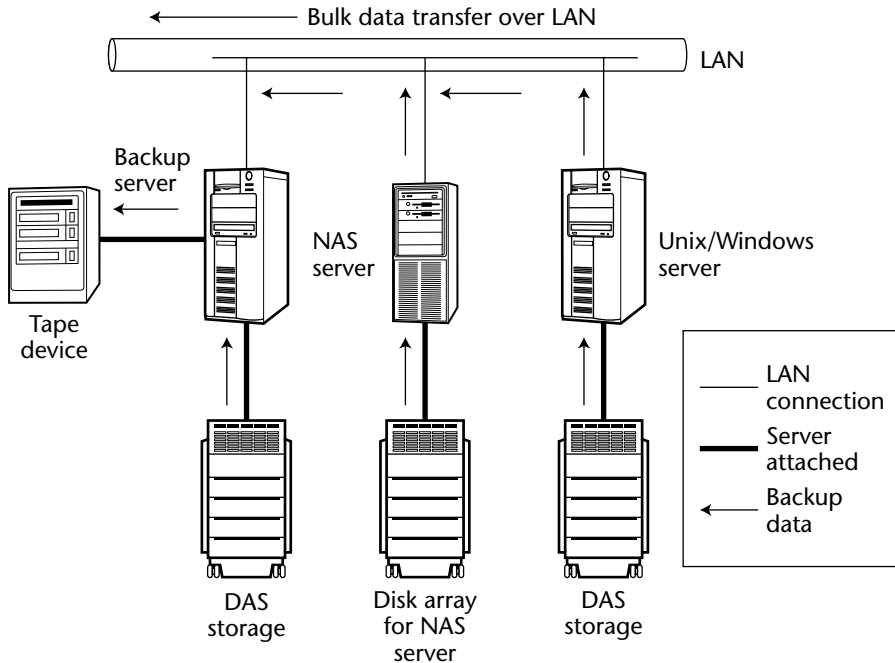 Bulk data transfer over LAN
LAN
Backup
server
NAS
server
Unix/Windows
server
Tape
device
LAN
connection
Server
attached
Backup
data
DAS
storage
Disk array
for NAS
server
DAS
storage